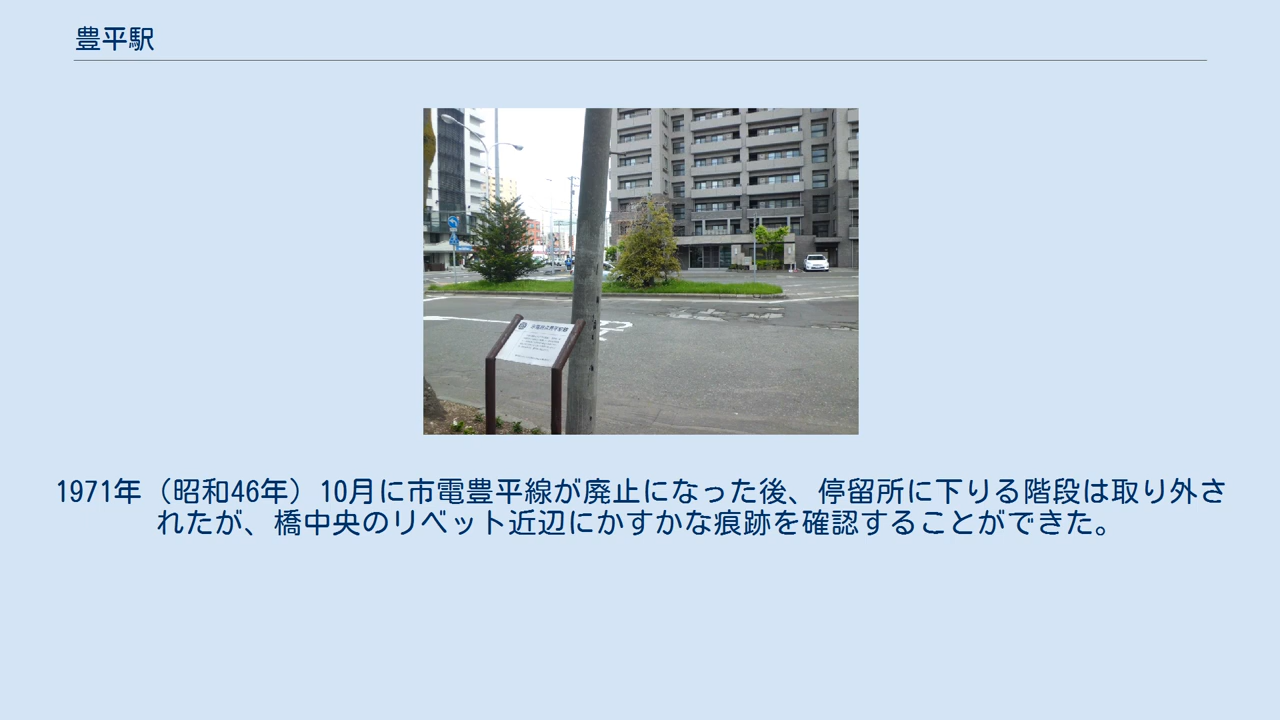 豊平駅
1971年（昭和46年）10月に市電豊平線が廃止になった後、停留所に下りる階段は取り外さ
れたが、橋中央のリベット近辺にかすかな痕跡を確認することができた。